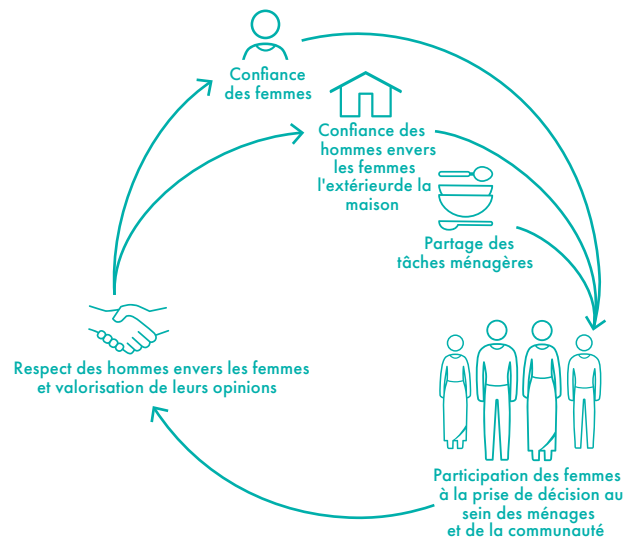 Confiance
des femmes
Confiance des
hommes envers
les femmes
l'extérieurde la
maison
Partage des
tâches ménagères
Respect des hommes envers les femmes
et valorisation de leurs opinions
Participation des femmes
à la prise de décision au
sein des ménages
et de la communauté